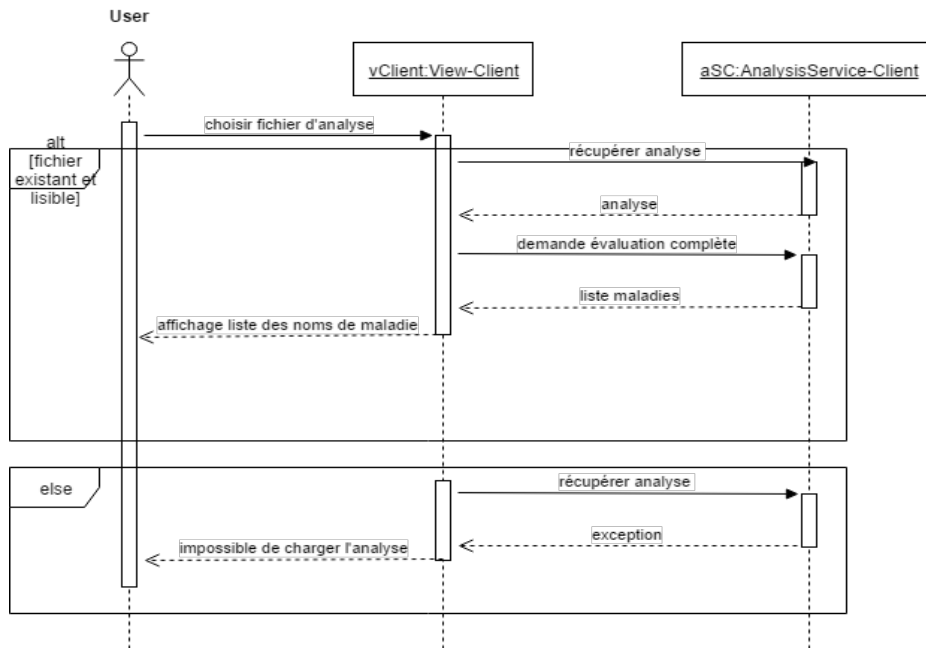 User
vClient:View-Client
aSC:AnalysisService-Client
choisir fichier d'analyse
alt
[fichier
existant et
lisible]
récupérer analyse
analyse
demande évaluation complète
liste maladies
affichage liste des noms de maladie
else
récupérer analyse
exception
impossible de charger l'analyse